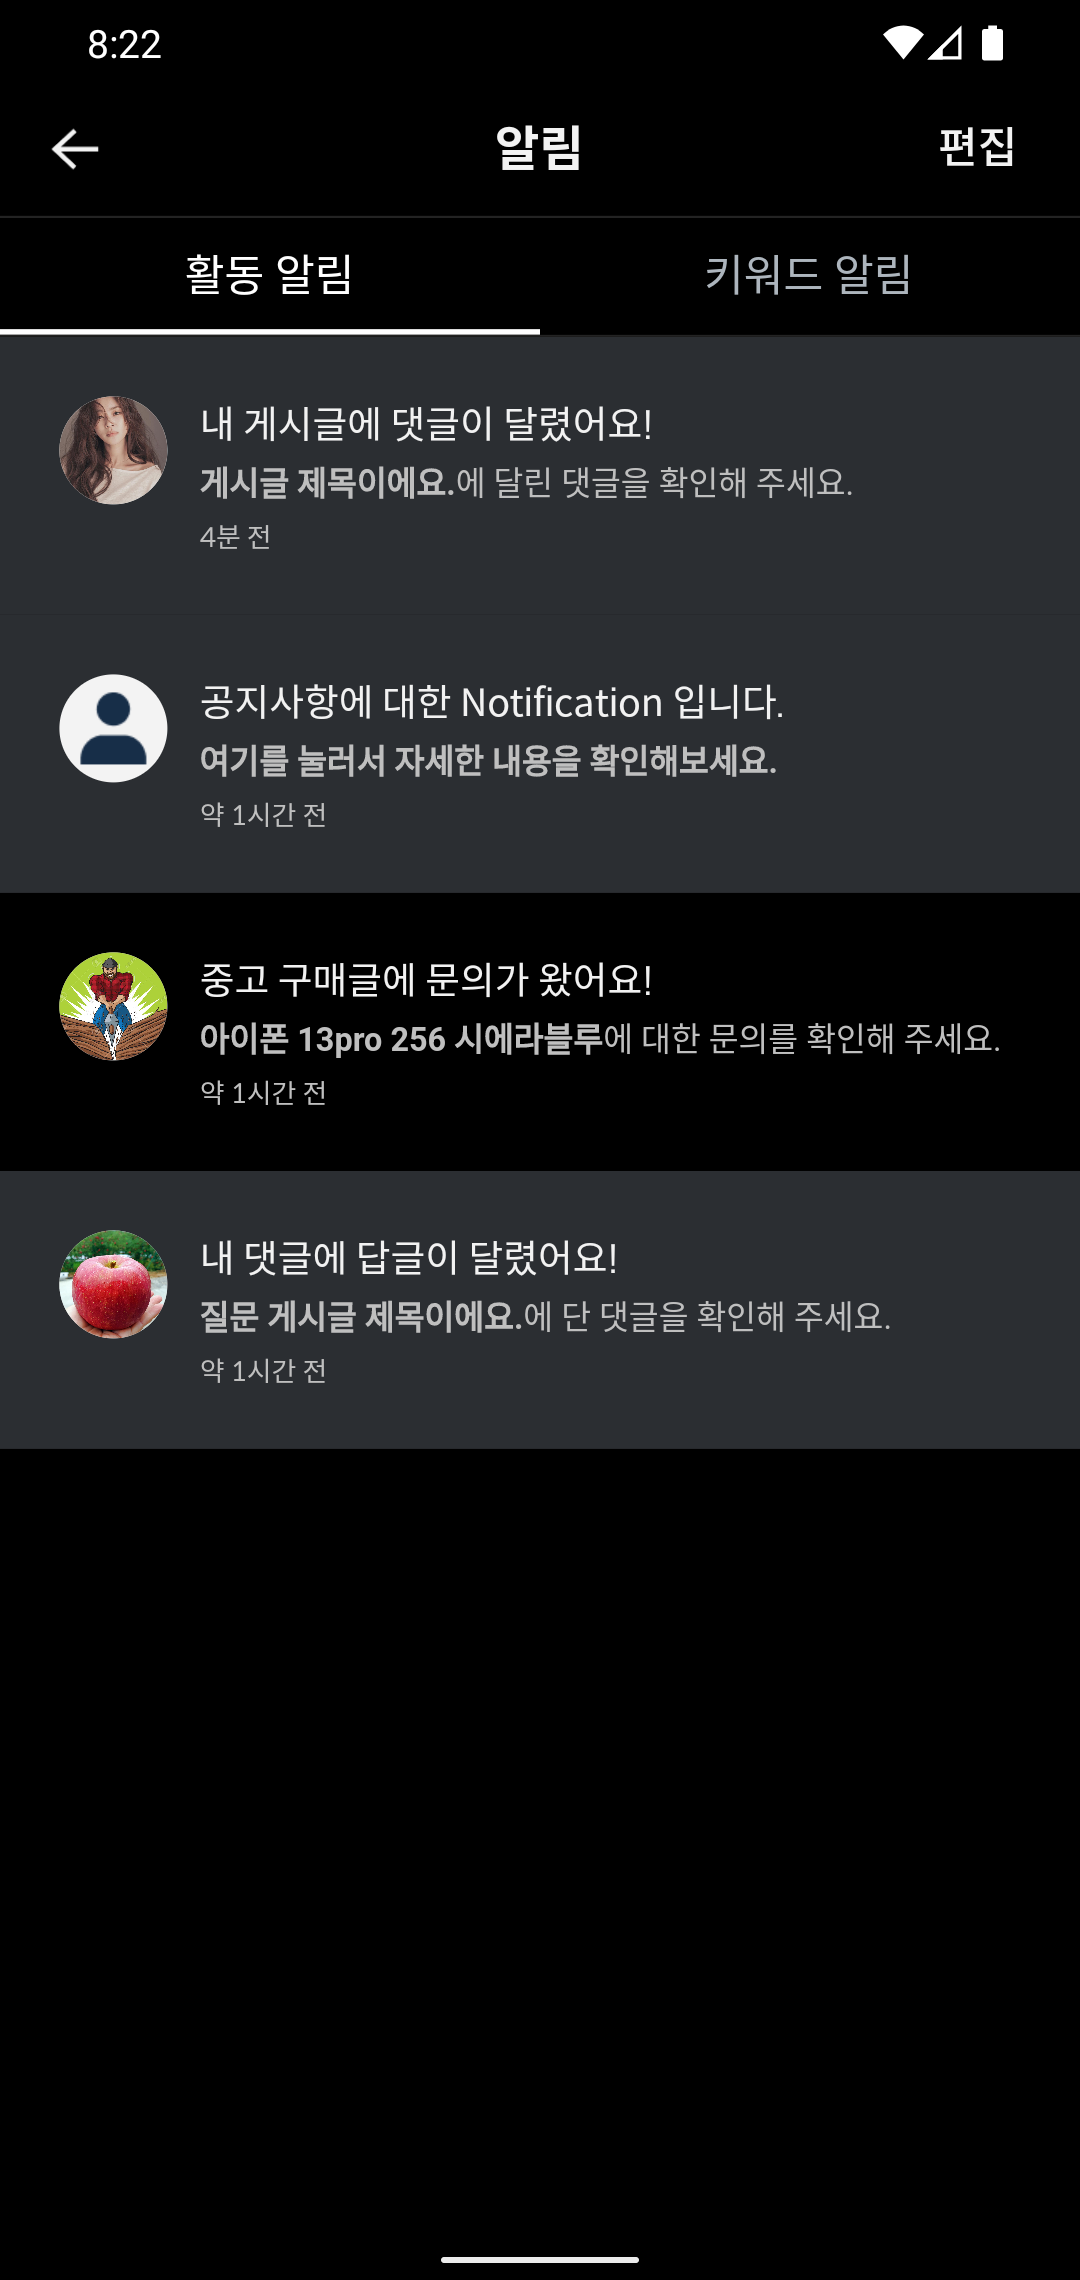 8:22
알림
편집
활동 알림
키워드 알림
내 게시글에 댓글이 달렸어요!
게시글 제목이에요.에 달린 댓글을 확인해 주세요.
4분 전
공지사항에 대한 Notification 입니다.
여기를 눌러서 자세한 내용을 확인해보세요.
약 1시간 전
중고 구매글에 문의가 왔어요!
아이폰 13pro 256 시에라블루에 대한 문의를 확인해 주세요.
약 1시간 전
내 댓글에 답글이 달렸어요!
질문 게시글 제목이에요.에 단 댓글을 확인해 주세요.
약 1시간 전